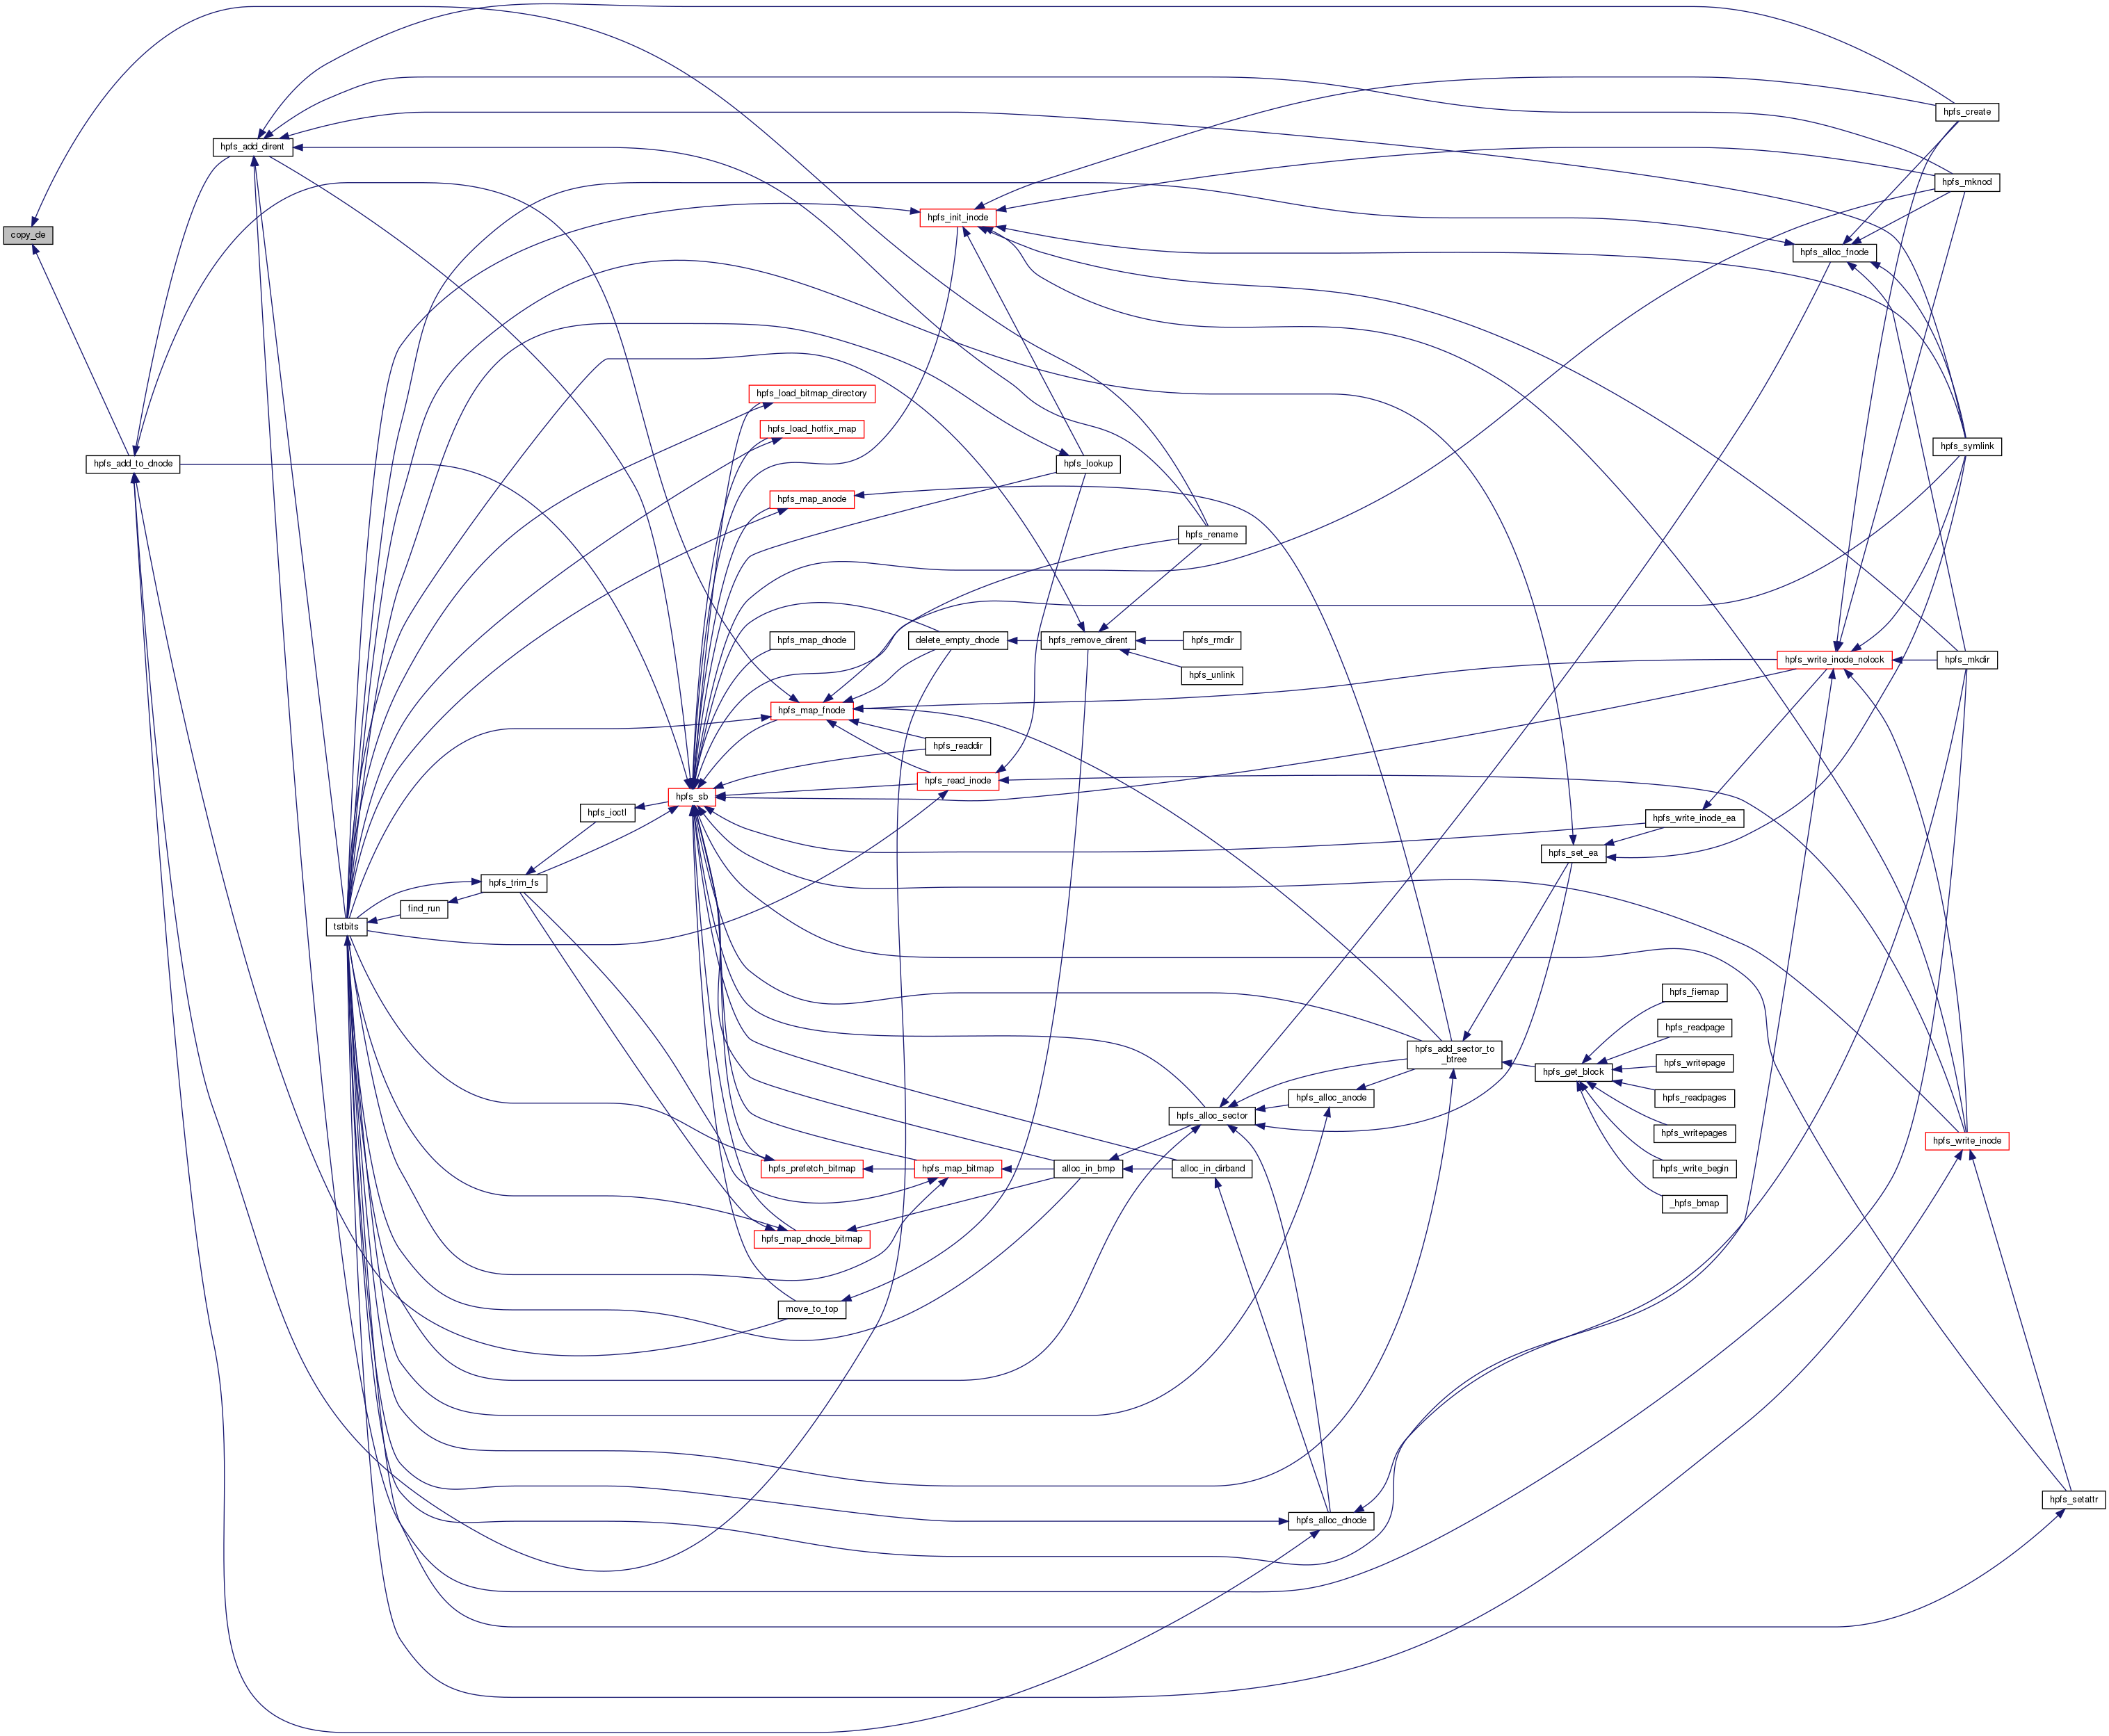 copy_de
hpfs_add_to_dnode
hpfs_add_dirent
tstbits
find_run
hpfs_trim_fs
hpfs_ioctl
hpfs_sb
hpfs_load_bitmap_directory
hpfs_load_hotfix_map
hpfs_map_anode
hpfs_map_dnode
hpfs_map_fnode
hpfs_prefetch_bitmap
hpfs_map_dnode_bitmap
move_to_top
hpfs_init_inode
delete_empty_dnode
hpfs_readdir
hpfs_read_inode
hpfs_map_bitmap
hpfs_lookup
hpfs_remove_dirent
alloc_in_bmp
hpfs_rename
hpfs_rmdir
hpfs_unlink
hpfs_alloc_sector
alloc_in_dirband
hpfs_alloc_anode
hpfs_alloc_dnode
hpfs_add_sector_to
_btree
hpfs_set_ea
hpfs_get_block
hpfs_write_inode_ea
hpfs_fiemap
hpfs_readpage
hpfs_writepage
hpfs_readpages
hpfs_writepages
hpfs_write_begin
_hpfs_bmap
hpfs_alloc_fnode
hpfs_write_inode_nolock
hpfs_create
hpfs_mknod
hpfs_symlink
hpfs_mkdir
hpfs_write_inode
hpfs_setattr